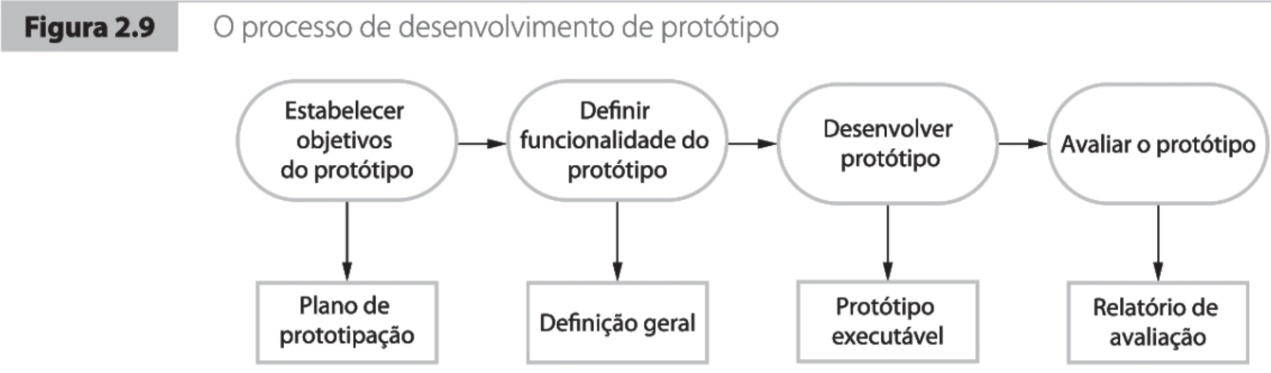 Figura 2.9 O processo de desenvolvimento de protótipo
Estabelecer
objetivos
do protótipo
Definir
funcionalidade do
protótipo
Desenvolver
protótipo
Avaliar o protótipo
Plano de
prototipação
Definição geral
Protótipo
executável
Relatório de
avaliação